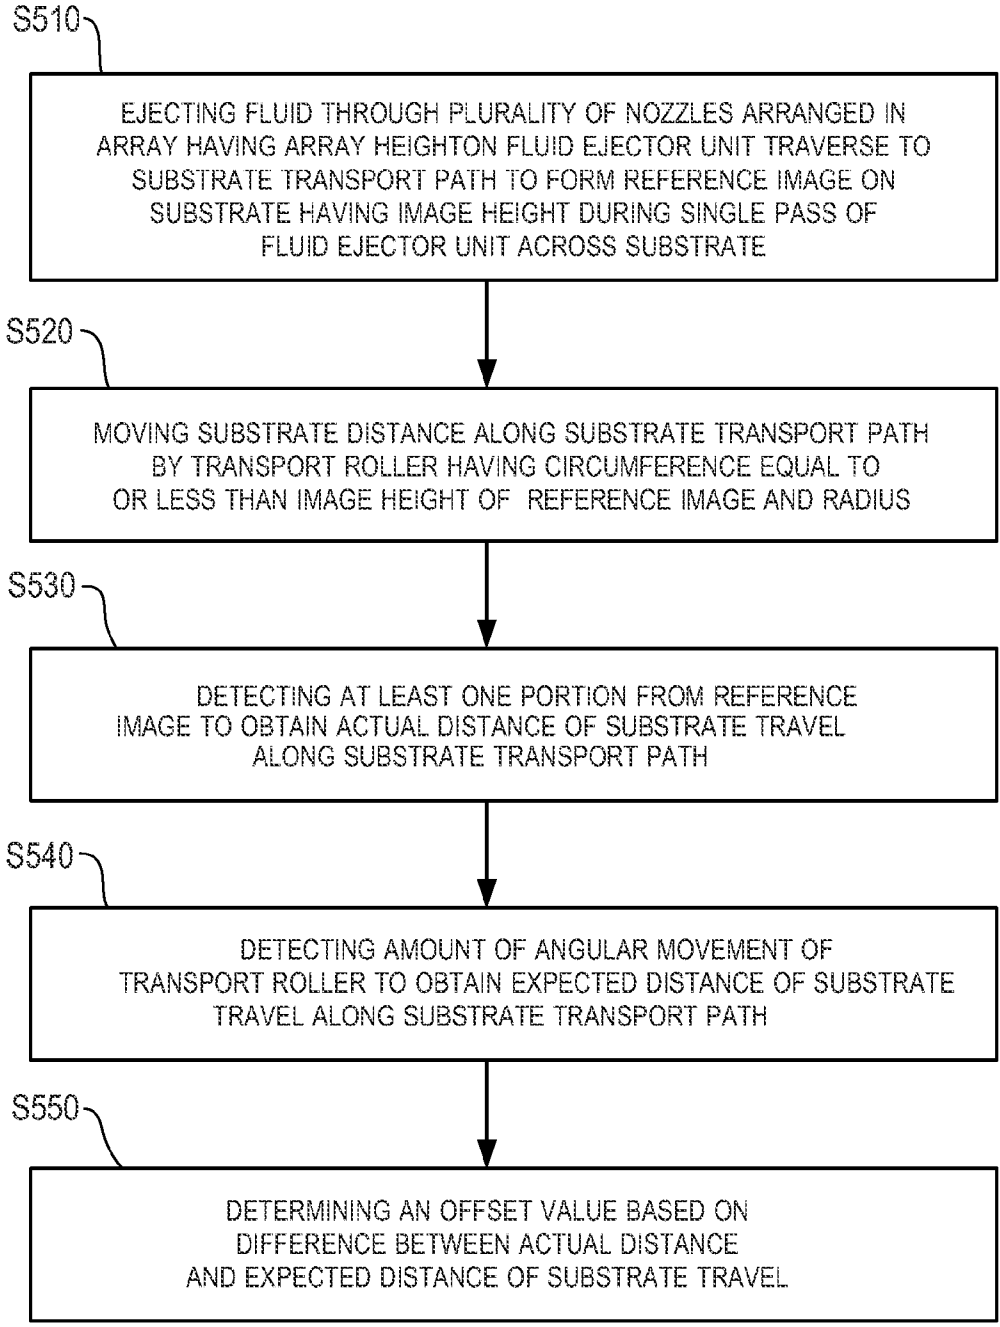 S510
EJECTING FLUID THROUGH PLURALITY OF NOZZLES ARRANGED IN
ARRAY HAVING ARRAY HEIGHTON FLUID EJECTOR UNIT TRAVERSE TO
SUBSTRATE TRANSPORT PATH TO FORM REFERENCE IMAGE ON
SUBSTRATE HAVING IMAGE HEIGHT DURING SINGLE PASS OF
FLUID EJECTOR UNIT ACROSS SUBSTRATE
S520
MOVING SUBSTRATE DISTANCE ALONG SUBSTRATE TRANSPORT PATH
BY TRANSPORT ROLLER HAVING CIRCUMFERENCE EQUAL TO
OR LESS THAN IMAGE HEIGHT OF REFERENCE IMAGE AND RADIUS
S530
DETECTING AT LEAST ONE PORTION FROM REFERENCE
IMAGE TO OBTAIN ACTUAL DISTANCE OF SUBSTRATE TRAVEL
ALONG SUBSTRATE TRANSPORT PATH
S540
DETECTING AMOUNT OF ANGULAR MOVEMENT OF
TRANSPORT ROLLER TO OBTAIN EXPECTED DISTANCE OF SUBSTRATE
TRAVEL ALONG SUBSTRATE TRANSPORT PATH
S550
DETERMINING AN OFFSET VALUE BASED ON
DIFFERENCE BETWEEN ACTUAL DISTANCE
AND EXPECTED DISTANCE OF SUBSTRATE TRAVEL